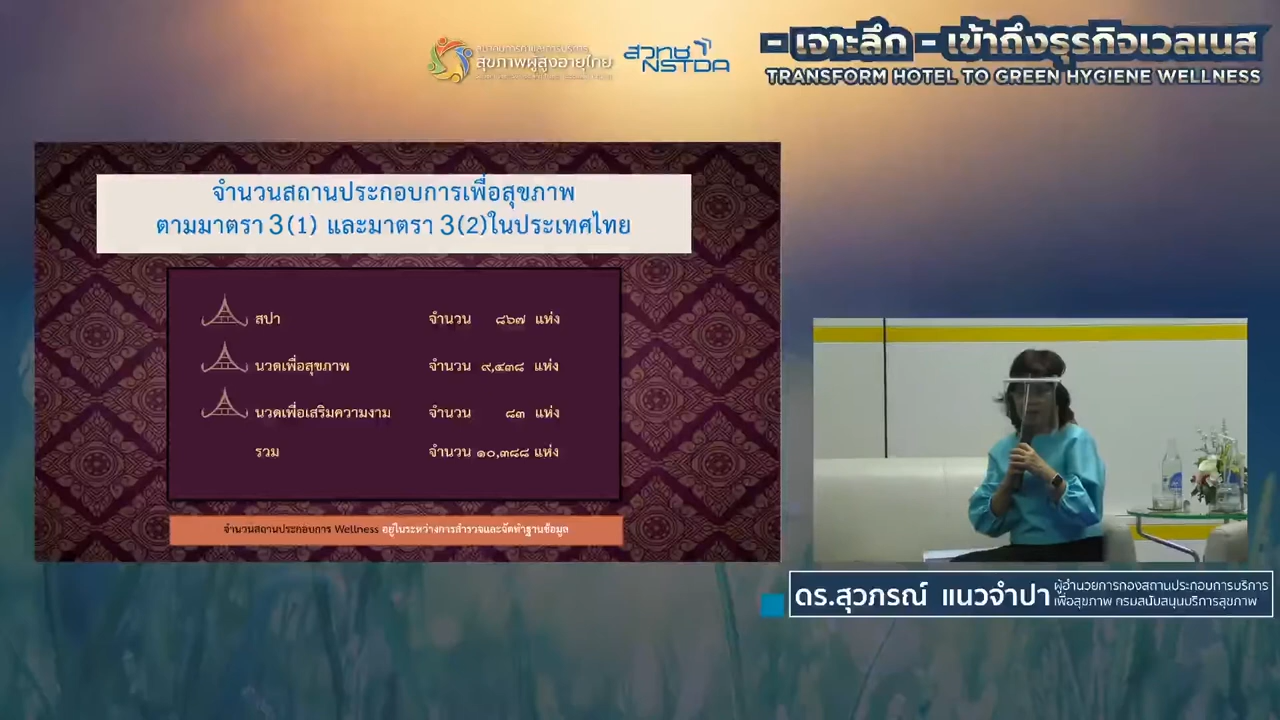 สุขภาพผู้สูงอายุไทย
สวทช
NSTDA
- เจาะลึก - เข้าถึงธุรกิจเวลเนส
TRANSFORM HOTEL TO GREEN HYGIENE WELLNESS
จำนวนสถานประกอบการเพื่อสุขภาพ
ตามมาตรา 3(1) และมาตรา 3(2)ในประเทศไทย
สปา จำนวน ๘๖๗ แห่ง
นวดเพื่อสุขภาพ จำนวน ๙,๔๓๘ แห่ง
นวดเพื่อเสริมความงาม จำนวน ๘๓ แห่ง
รวม จำนวน ๑๐,๓๘๘ แห่ง
จำนวนสถานประกอบการ Wellness อยู่ในระหว่างการสำรวจและจัดทำฐานข้อมูล
ดร.สุวภรณ์ แนวจำปา
ผู้อำนวยการกองสถานประกอบการบริการ
เพื่อสุขภาพ กรมสนับสนุนบริการสุขภาพ